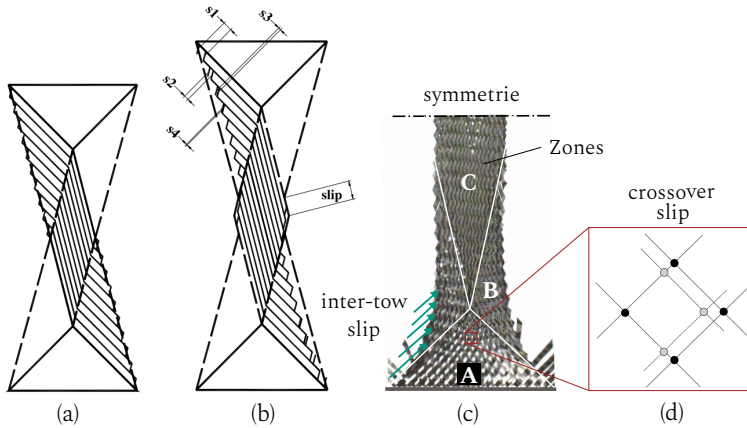 s1
s3
s2
s4
slip
symmetrie
Zones
C
B
A
inter-tow
slip
crossover
slip
(a)
(b)
(c)
(d)